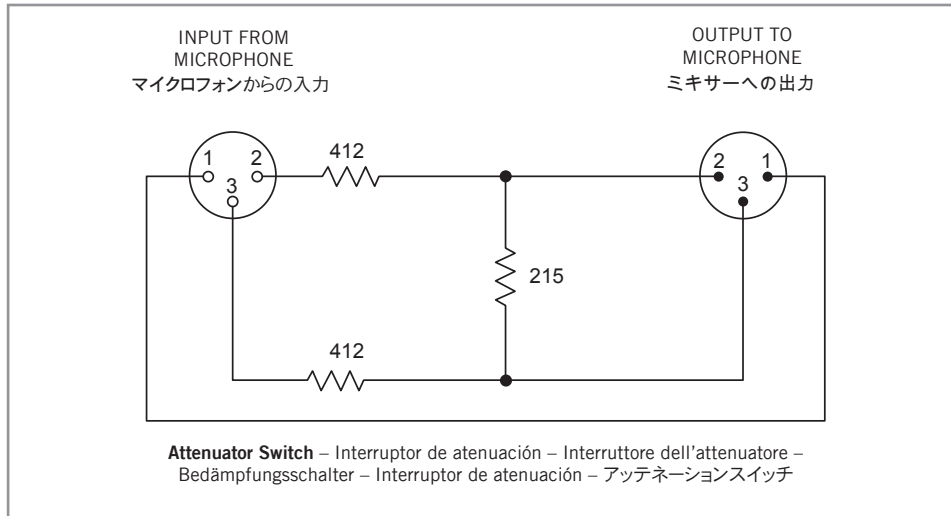 INPUT FROM
MICROPHONE
マイクロフォンからの入力
OUTPUT TO
MICROPHONE
ミキサーへの出力
1
2
3
412
412
215
2
1
3
Attenuator Switch – Interruptor de atenuación – Interruttore dell'attenuatore –
Bedämpfungsschalter – Interruptor de atenuación – アッテネーションスイッチ